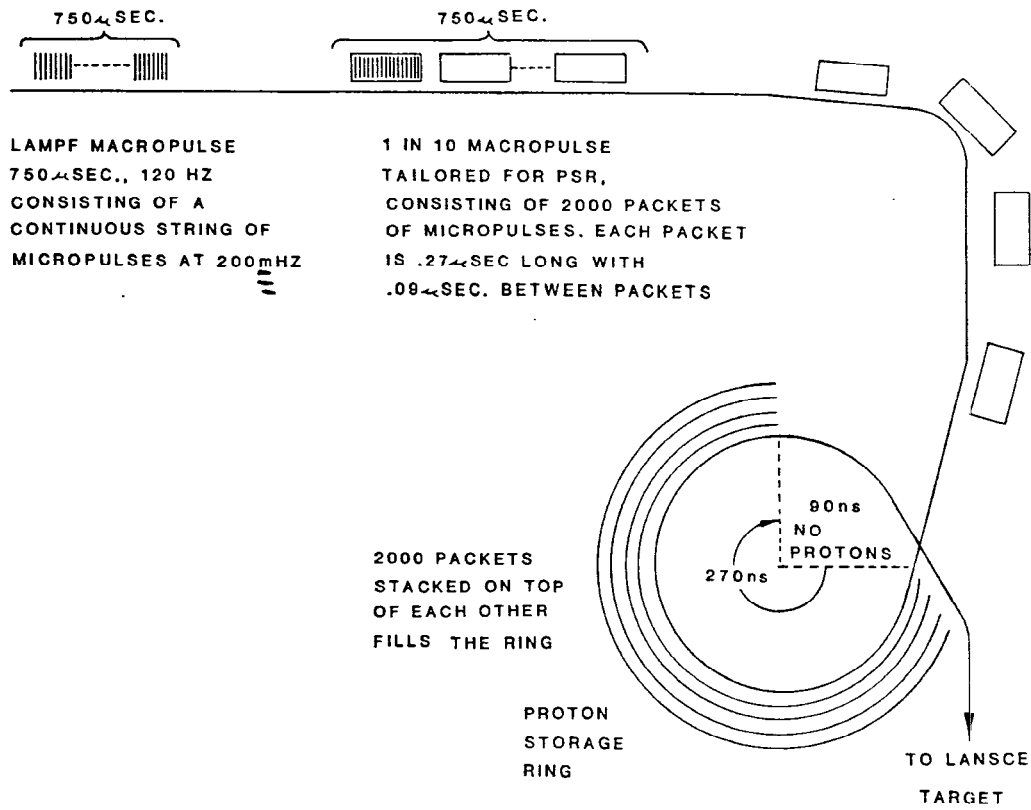 750μSEC.
750μSEC.
LAMPF MACROPULSE
750μSEC., 120 HZ
CONSISTING OF A
CONTINUOUS STRING OF
MICROPULSES AT 200mHZ
1 IN 10 MACROPULSE
TAILORED FOR PSR,
CONSISTING OF 2000 PACKETS
OF MICROPULSES. EACH PACKET
IS .27μSEC LONG WITH
.09μSEC. BETWEEN PACKETS
90ns
NO
PROTONS
270ns
2000 PACKETS
STACKED ON TOP
OF EACH OTHER
FILLS THE RING
PROTON
STORAGE
RING
TO LANSCE
TARGET